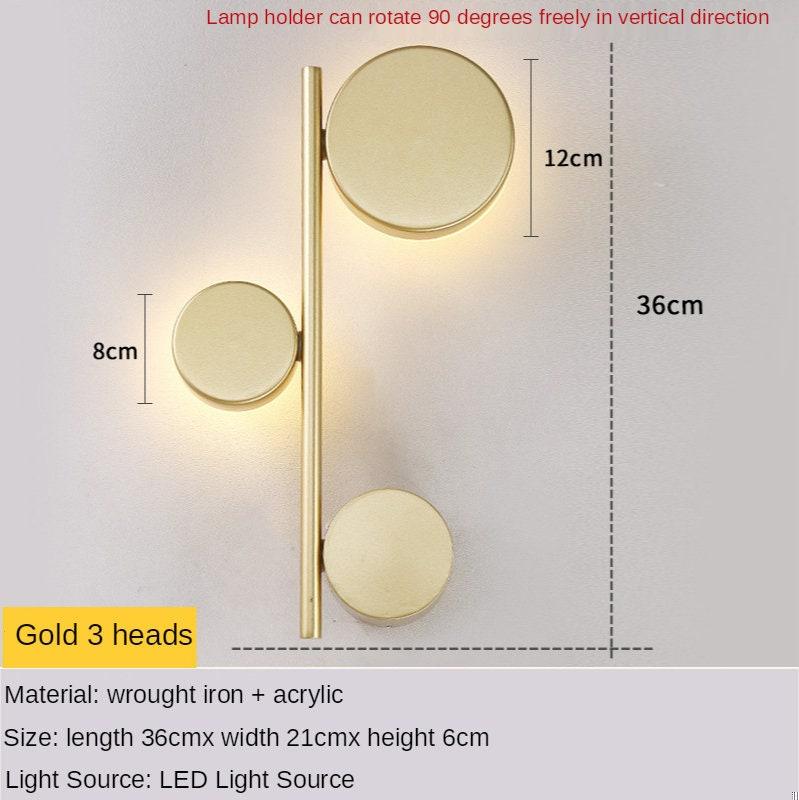 Lamp holder can rotate 90 degrees freely in vertical direction
12cm
36cm
8cm
Gold 3 heads
Material: wrought iron + acrylic
Size: length 36cmx width 21cmx height 6cm
Light Source: LED Light Source